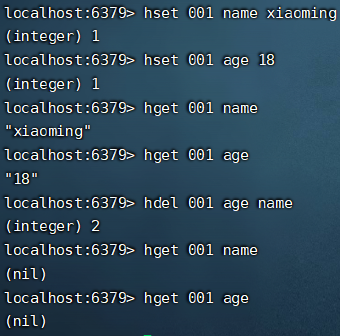 localhost:6379> hset 001 name xiaoming
(integer) 1
localhost:6379> hset 001 age 18
(integer) 1
localhost:6379> hget 001 name
"xiaoming"
localhost:6379> hget 001 age
"18"
localhost:6379> hdel 001 age name
(integer) 2
localhost:6379> hget 001 name
(nil)
localhost:6379> hget 001 age
(nil)